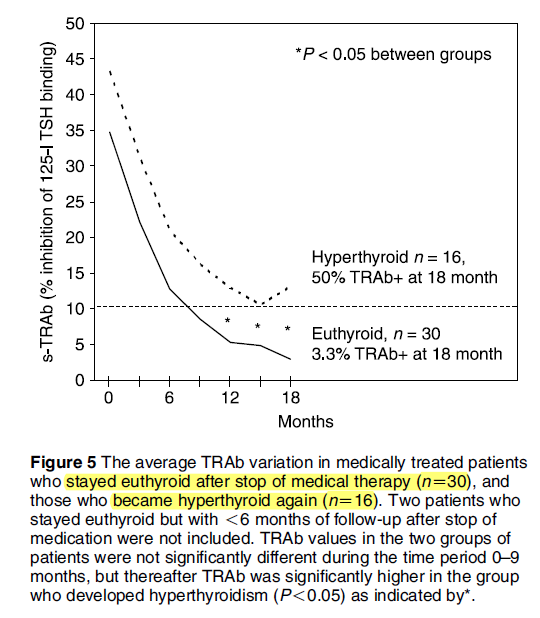 50
45
40
35
30
25
20
15
10
5
0
s-TRAb (% inhibition of 125-I TSH binding)
*P < 0.05 between groups
Hyperthyroid n = 16,
50% TRAb+ at 18 month
* * *
Euthyroid, n = 30
3.3% TRAb+ at 18 month
0 6 12 18
Months
Figure 5 The average TRAb variation in medically treated patients
who stayed euthyroid after stop of medical therapy (n=30), and
those who became hyperthyroid again (n=16). Two patients who
stayed euthyroid but with <6 months of follow-up after stop of
medication were not included. TRAb values in the two groups of
patients were not significantly different during the time period 0–9
months, but thereafter TRAb was significantly higher in the group
who developed hyperthyroidism (P<0.05) as indicated by*.